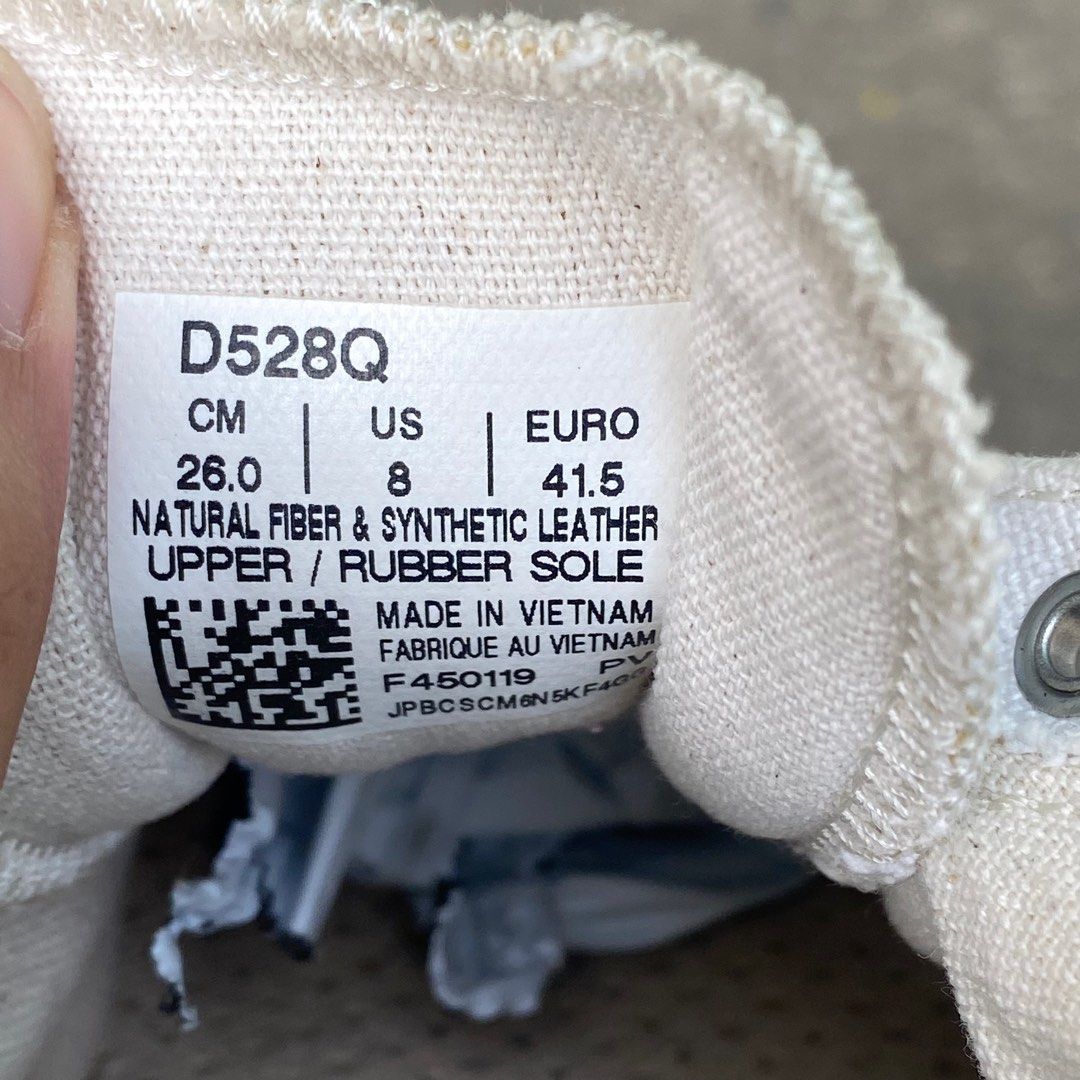 D528Q
CM | US | EURO
26.0 | 8 | 41.5
NATURAL FIBER & SYNTHETIC LEATHER
UPPER / RUBBER SOLE
MADE IN VIETNAM
FABRIQUE AU VIETNAM
F450119 PV